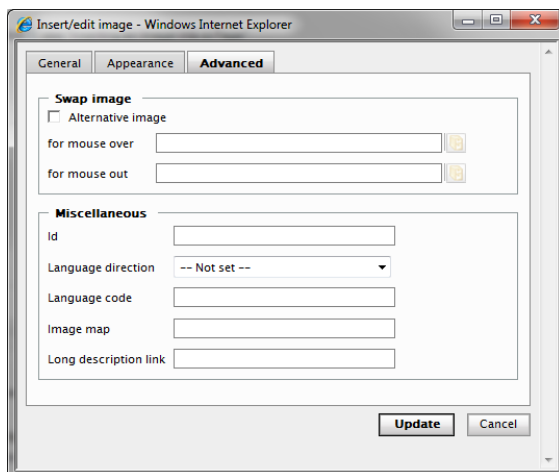 Insert/edit image - Windows Internet Explorer
General Appearance Advanced
Swap image
Alternative image
for mouse over
for mouse out
Miscellaneous
Id
Language direction -- Not set --
Language code
Image map
Long description link
Update Cancel